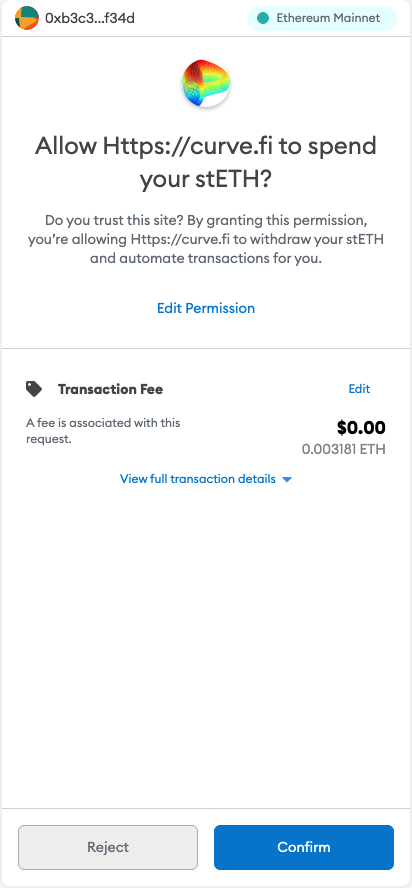 0xb3c3...f34d
Ethereum Mainnet
Allow Https://curve.fi to spend
your stETH?
Do you trust this site? By granting this permission,
you're allowing Https://curve.fi to withdraw your stETH
and automate transactions for you.
Edit Permission
Transaction Fee
Edit
A fee is associated with this
request.
$0.00
0.003181 ETH
View full transaction details
Reject
Confirm